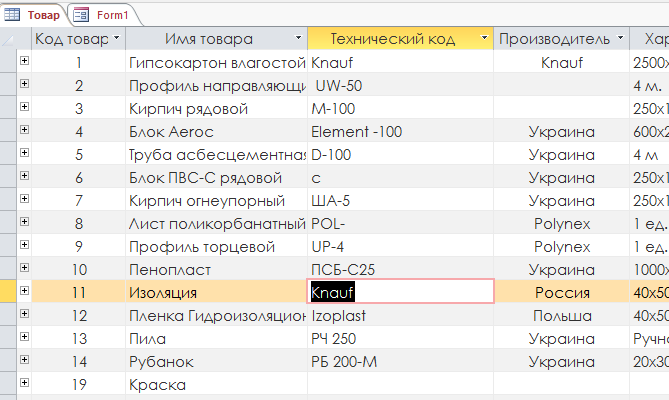 Товар Form1
Код товар Имя товара Технический код Производитель Хар
1 Гипсокартон влагостой Knauf Knauf 2500х
2 Профиль направляющи UW-50 4 м.
3 Кирпич рядовой М-100 250х1
4 Блок Aeroc Element -100 Украина 600х2
5 Труба асбесцементная D-100 Украина 4 м
6 Блок ПВС-С рядовой с Украина 250х1
7 Кирпич огнеупорный ША-5 Украина 250х1
8 Лист поликорбанатный POL- Polynex 1 ед.
9 Профиль торцевой UP-4 Polynex 1 ед.
10 Пенопласт ПСБ-С25 Украина 1000х
11 Изоляция Knauf Россия 40х50
12 Пленка Гидроизоляцион Izoplast Польша 40х50
13 Пила РЧ 250 Украина Ручно
14 Рубанок РБ 200-М Украина 20х30
19 Краска